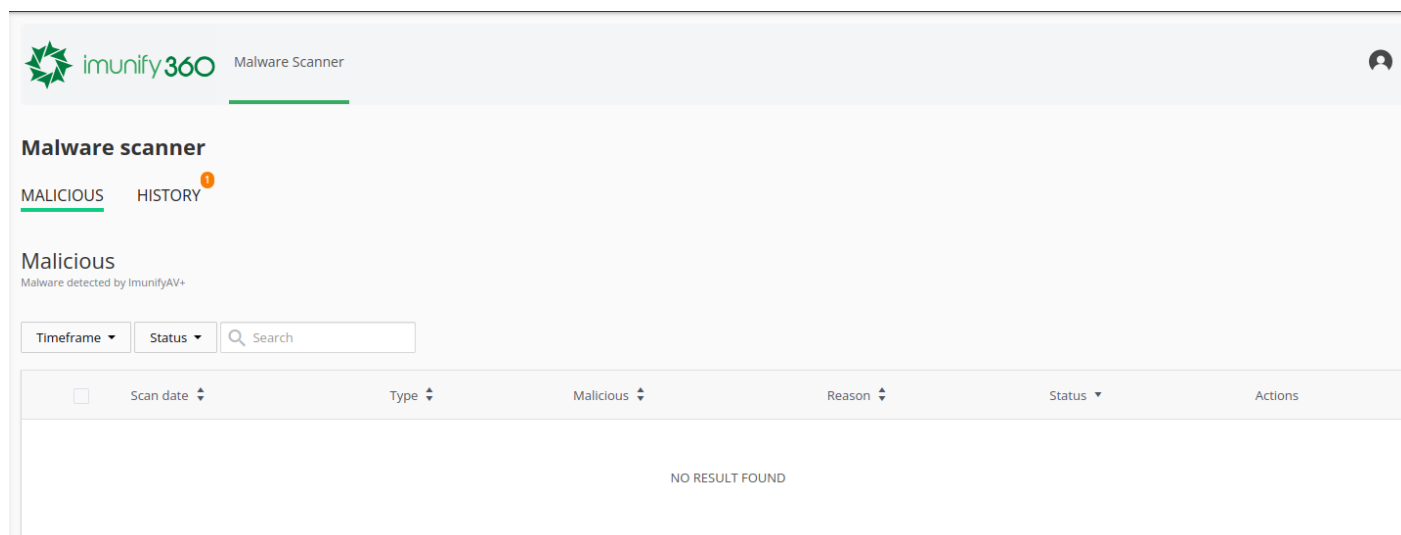 imunify360 Malware Scanner
Malware scanner
MALICIOUS HISTORY 1
Malicious
Malware detected by ImunifyAV+
Timeframe Status Search
Scan date Type Malicious Reason Status Actions
NO RESULT FOUND